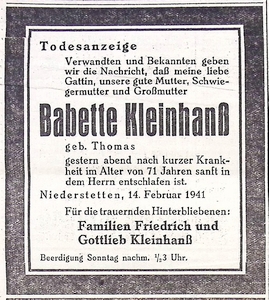 Todesanzeige
Verwandten und Bekannten geben
wir die Nachricht, daß meine liebe
Gattin, unsere gute Mutter, Schwie-
germutter und Großmutter
Babette Kleinhanß
geb. Thomas
gestern abend nach kurzer Krank-
heit im Alter von 71 Jahren sanft in
dem Herrn entschlafen ist.
Niederstetten, 14. Februar 1941
Für die trauernden Hinterbliebenen:
Familien Friedrich und
Gottlieb Kleinhanß
Beerdigung Sonntag nachm. ½3 Uhr.